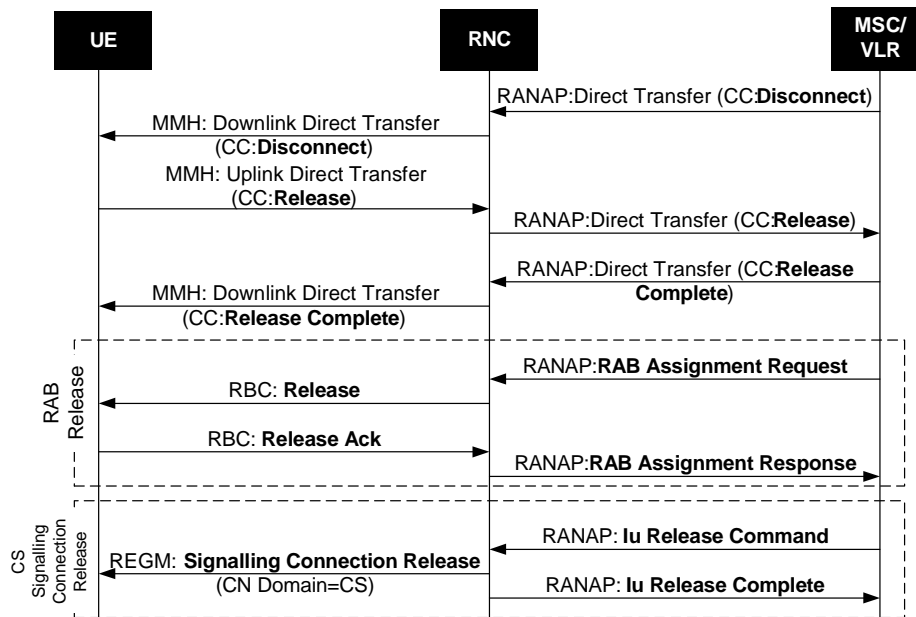 UE
RNC
MSC/
VLR
RANAP:Direct Transfer (CC:Disconnect)
MMH: Downlink Direct Transfer
(CC:Disconnect)
MMH: Uplink Direct Transfer
(CC:Release)
RANAP:Direct Transfer (CC:Release)
RANAP:Direct Transfer (CC:Release
Complete)
MMH: Downlink Direct Transfer
(CC:Release Complete)
RAB
Release
RANAP:RAB Assignment Request
RBC: Release
RBC: Release Ack
RANAP:RAB Assignment Response
CS
Signalling
Connection
Release
RANAP: Iu Release Command
REGM: Signalling Connection Release
(CN Domain=CS)
RANAP: Iu Release Complete